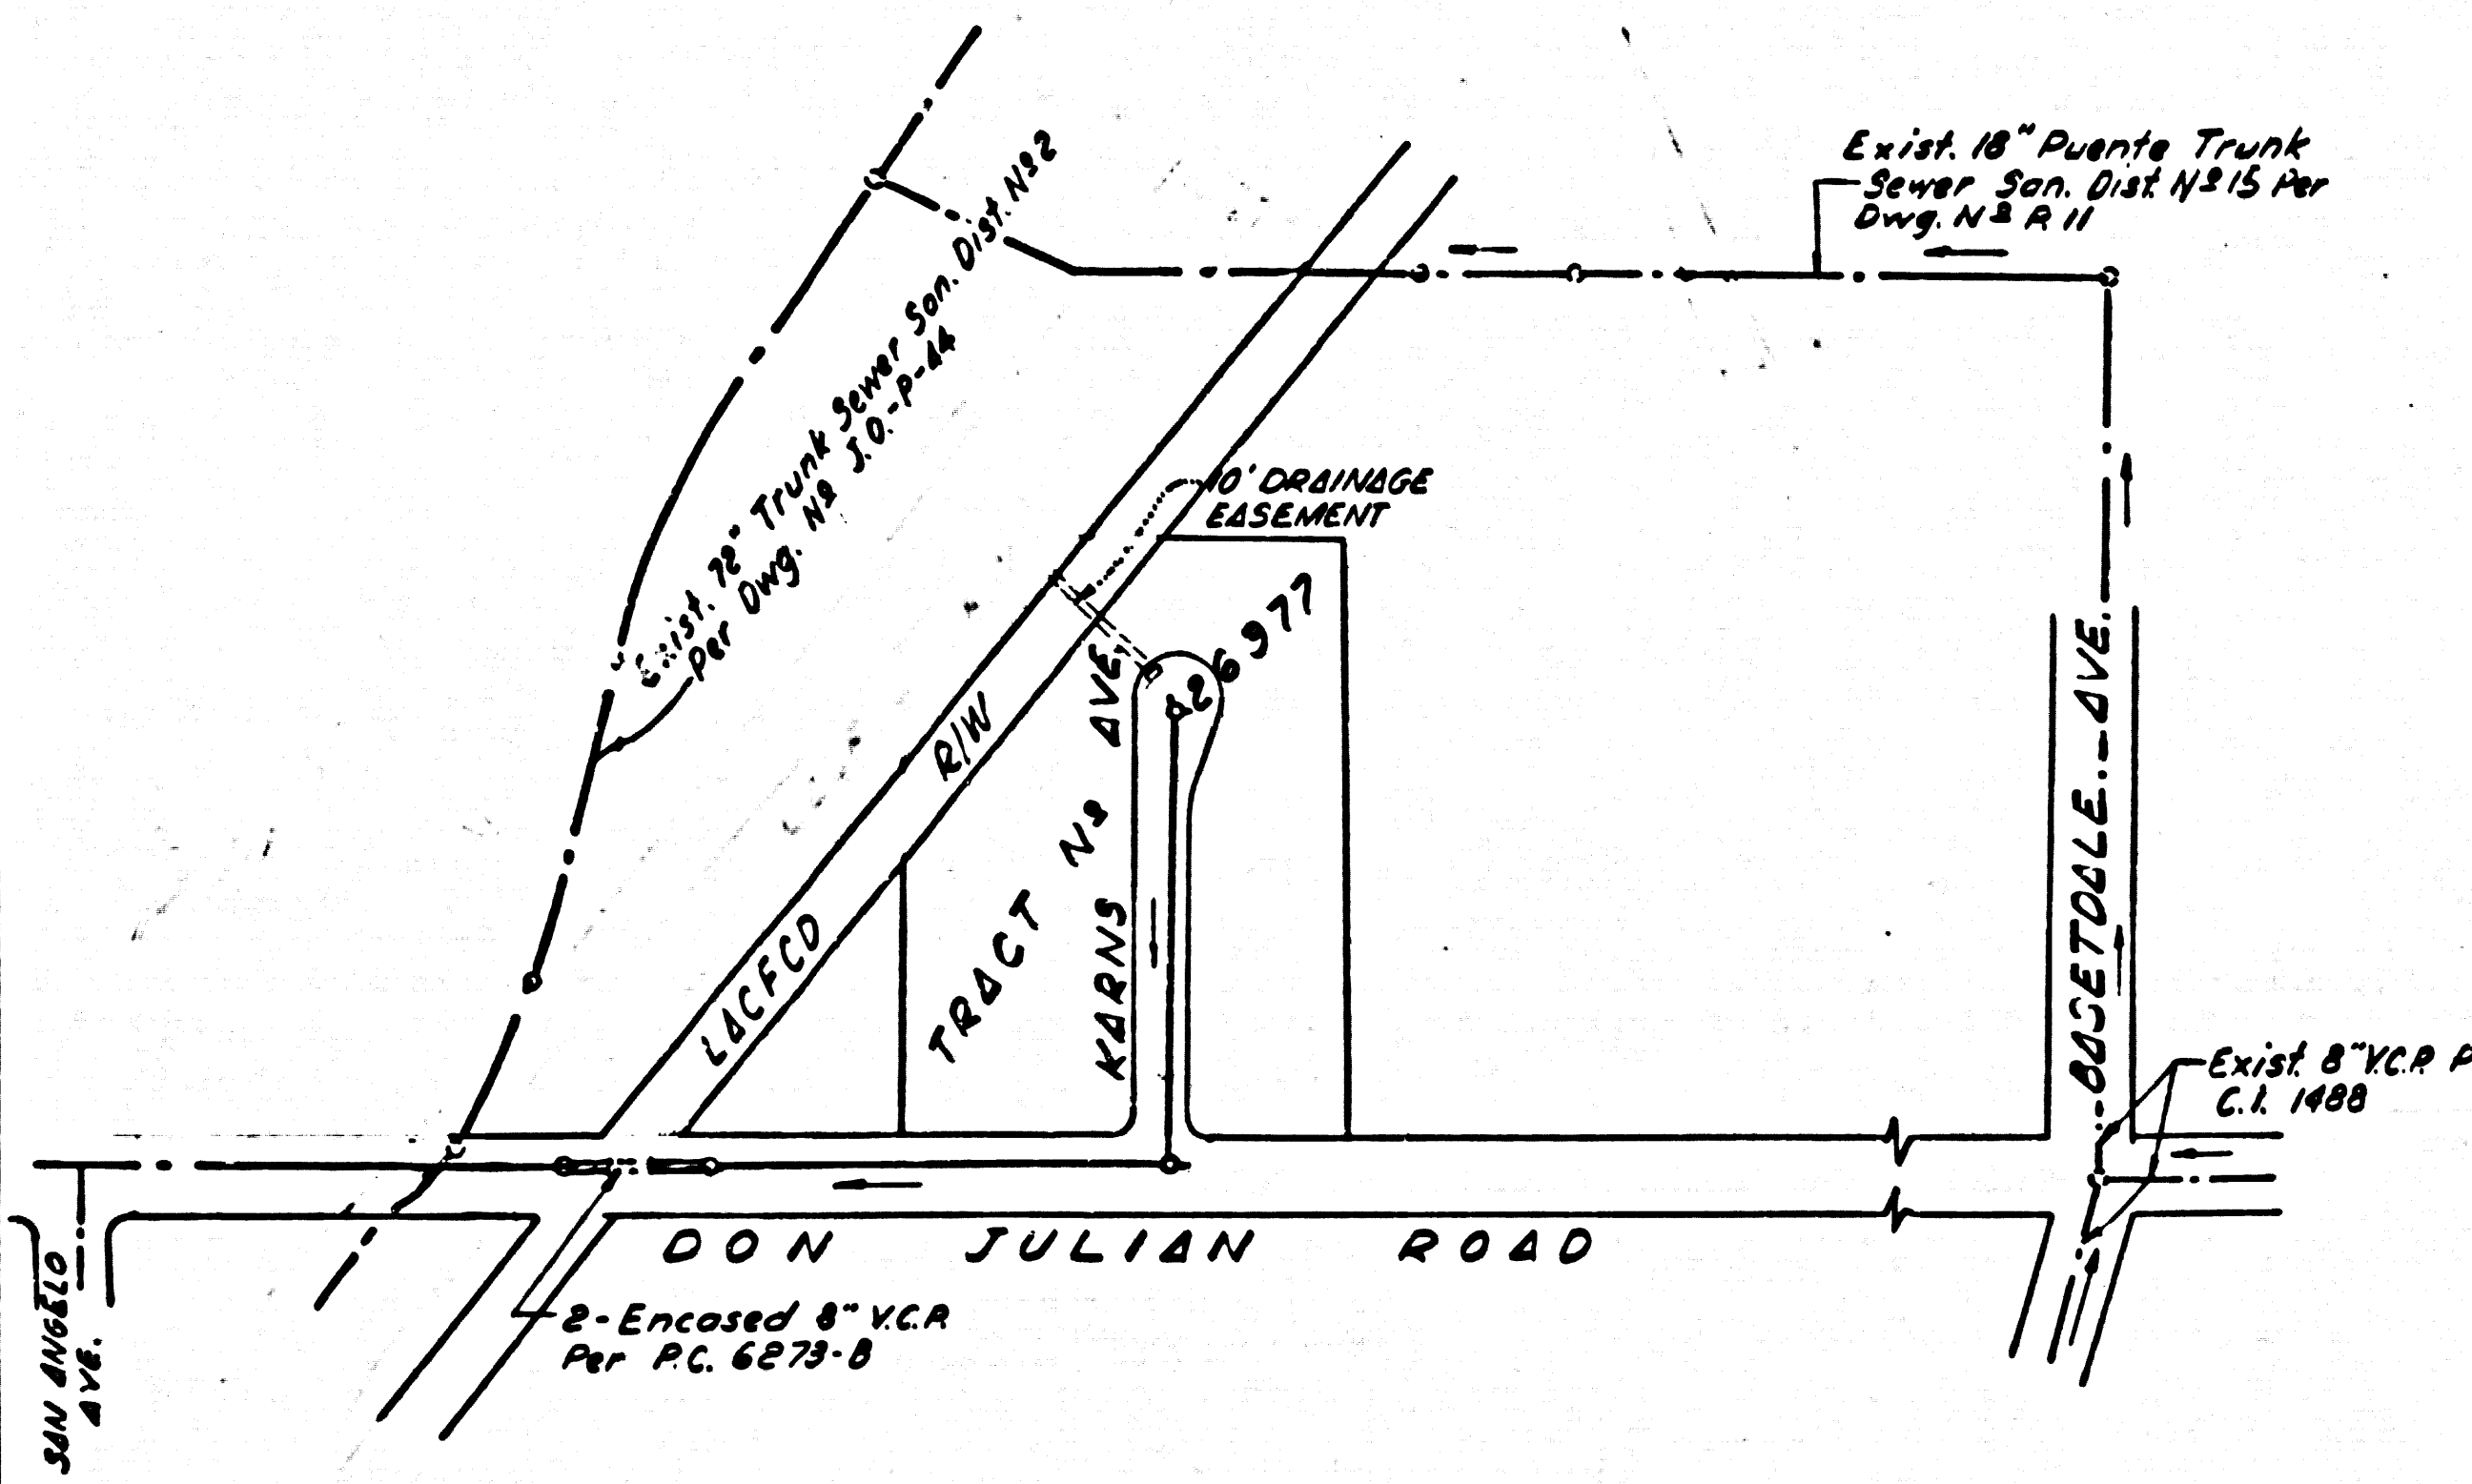 Exist. 18" Puente Trunk
Sewer San. Dist. Nº 15 Per
Dwg. Nº R 11
Exist. 72" Trunk Sewer San. Dist. Nº 2
Per Dwg. Nº J.O.-P-4A
10' DRAINAGE
EASEMENT
LACFCD R/W
TRACT Nº 26977
KARNS AVE.
BASETDALE AVE.
Exist. 8" V.C.P. P
C.I. 1488
DON JULIAN ROAD
2-Encased 8" V.C.P.
Per P.C. 6273-B
SAN ANGELO
AVE.